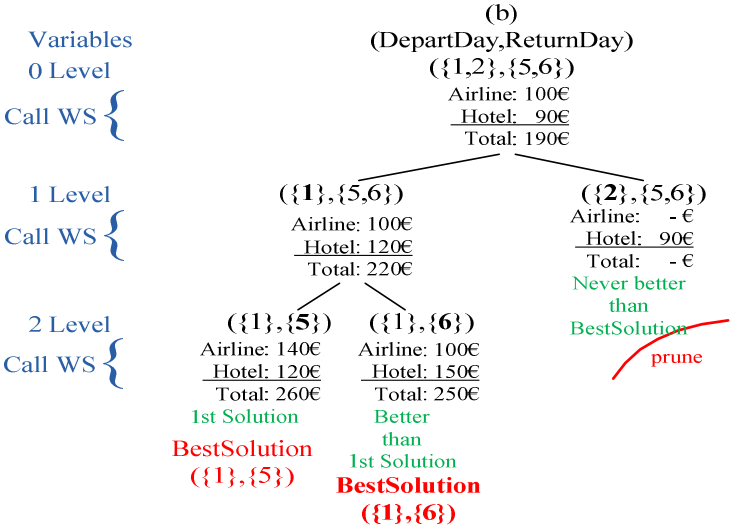 (b)
Variables
(DepartDay,ReturnDay)
0 Level
({1,2},{5,6})
Call WS {
Airline: 100€
Hotel: 90€
Total: 190€
1 Level
({1},{5,6})
({2},{5,6})
Call WS {
Airline: 100€
Hotel: 120€
Total: 220€
Airline: - €
Hotel: 90€
Total: - €
Never better
than
BestSolution
prune
2 Level
({1},{5})
({1},{6})
Call WS {
Airline: 140€
Hotel: 120€
Total: 260€
1st Solution
BestSolution
({1},{5})
Airline: 100€
Hotel: 150€
Total: 250€
Better
than
1st Solution
BestSolution
({1},{6})